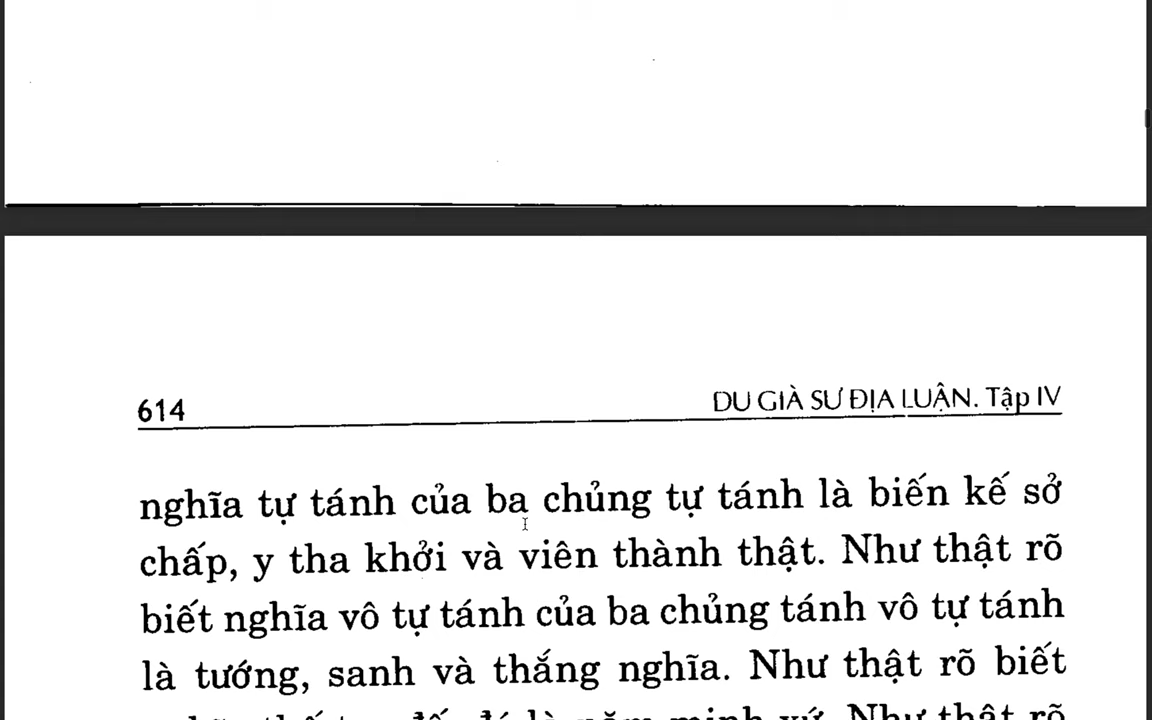 614
DU GIÀ SƯ ĐỊA LUẬN. Tập IV
nghĩa tự tánh của ba chủng tự tánh là biến kế sở
chấp, y tha khởi và viên thành thật. Như thật rõ
biết nghĩa vô tự tánh của ba chủng tánh vô tự tánh
là tướng, sanh và thắng nghĩa. Như thật rõ biết